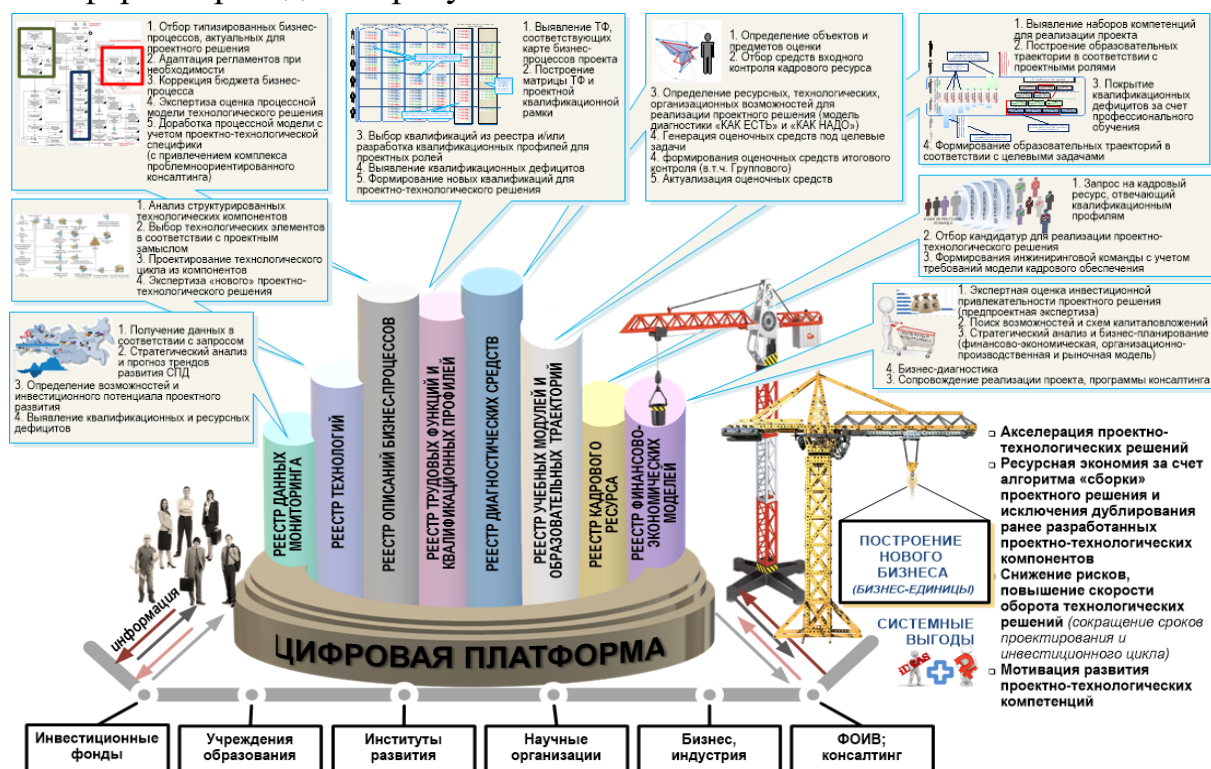 1. Отбор типизированных бизнес-
процессов, актуальных для
проектного решения
2. Адаптация регламентов при
необходимости
3. Коррекция бюджета бизнес-
процесса
4. Экспертиза оценка процессной
модели технологического решения
5. Доработка процессной модели с
учетом проектно-технологической
специфики
(с привлечением комплекса
проблемноориентированного
консалтинга)
1. Выявление ТФ,
соответствующих
карте бизнес-
процессов проекта
2. Построение
матрицы ТФ и
проектной
квалификационной
рамки
3. Выбор квалификаций из реестра и/или
разработка квалификационных профилей для
проектных ролей
4. Выявление квалификационных дефицитов
5. Формирование новых квалификаций для
проектно-технологического решения
1. Определение объектов и
предметов оценки
2. Отбор средств входного
контроля кадрового ресурса
3. Определение ресурсных, технологических,
организационных возможностей для
реализации проектного решения (модель
диагностики «КАК ЕСТЬ» и «КАК НАДО»)
4. Генерация оценочных средств под целевые
задачи
4. формирования оценочных средств итогового
контроля (в.т.ч. Группового)
5. Актуализация оценочных средств
1. Выявление наборов компетенций
для реализации проекта
2. Построение образовательных
траектории в соответствии с
проектными ролями
3. Покрытие
квалификационных
дефицитов за счет
профессионального
обучения
4. Формирование образовательных траекторий в
соответствии с целевыми задачами
1. Анализ структурированных
технологических компонентов
2. Выбор технологических элементов
в соответствии с проектным
замыслом
3. Проектирование технологического
цикла из компонентов
4. Экспертиза «нового» проектно-
технологического решения
1. Запрос на кадровый
ресурс, отвечающий
квалификационным
профилям
2. Отбор кандидатур для реализации проектно-
технологического решения
3. Формирования инжиниринговой команды с учетом
требований модели кадрового обеспечения
1. Получение данных в
соответствии с запросом
2. Стратегический анализ
и прогноз трендов
развития СПД
3. Определение возможностей и
инвестиционного потенциала проектного
развития
4. Выявление квалификационных и ресурсных
дефицитов
1. Экспертная оценка инвестиционной
привлекательности проектного решения
(предпроектная экспертиза)
2. Поиск возможностей и схем капиталовложений
3. Стратегический анализ и бизнес-планирование
(финансово-экономическая, организационно-
производственная и рыночная модель)
4. Бизнес-диагностика
3. Сопровождение реализации проекта, программы консалтинга
РЕЕСТР ДАННЫХ
МОНИТОРИНГА
РЕЕСТР ТЕХНОЛОГИЙ
РЕЕСТР ОПИСАНИЙ БИЗНЕС-ПРОЦЕССОВ
РЕЕСТР ТРУДОВЫХ ФУНКЦИЙ И
КВАЛИФИКАЦИОННЫХ ПРОФИЛЕЙ
РЕЕСТР ДИАГНОСТИЧЕСКИХ СРЕДСТВ
РЕЕСТР УЧЕБНЫХ МОДУЛЕЙ И
ОБРАЗОВАТЕЛЬНЫХ ТРАЕКТОРИЙ
РЕЕСТР КАДРОВОГО
РЕСУРСА
РЕЕСТР ФИНАНСОВО-
ЭКОНОМИЧЕСКИХ
МОДЕЛЕЙ
информация
ЦИФРОВАЯ ПЛАТФОРМА
ПОСТРОЕНИЕ
НОВОГО
БИЗНЕСА
(БИЗНЕС-ЕДИНИЦЫ)
СИСТЕМНЫЕ
ВЫГОДЫ
iDEAS
Акселерация проектно-
технологических решений
Ресурсная экономия за счет
алгоритма «сборки»
проектного решения и
исключения дублирования
ранее разработанных
проектно-технологических
компонентов
Снижение рисков,
повышение скорости
оборота технологических
решений (сокращение сроков
проектирования и
инвестиционного цикла)
Мотивация развития
проектно-технологических
компетенций
Инвестиционные
фонды
Учреждения
образования
Институты
развития
Научные
организации
Бизнес,
индустрия
ФОИВ;
консалтинг